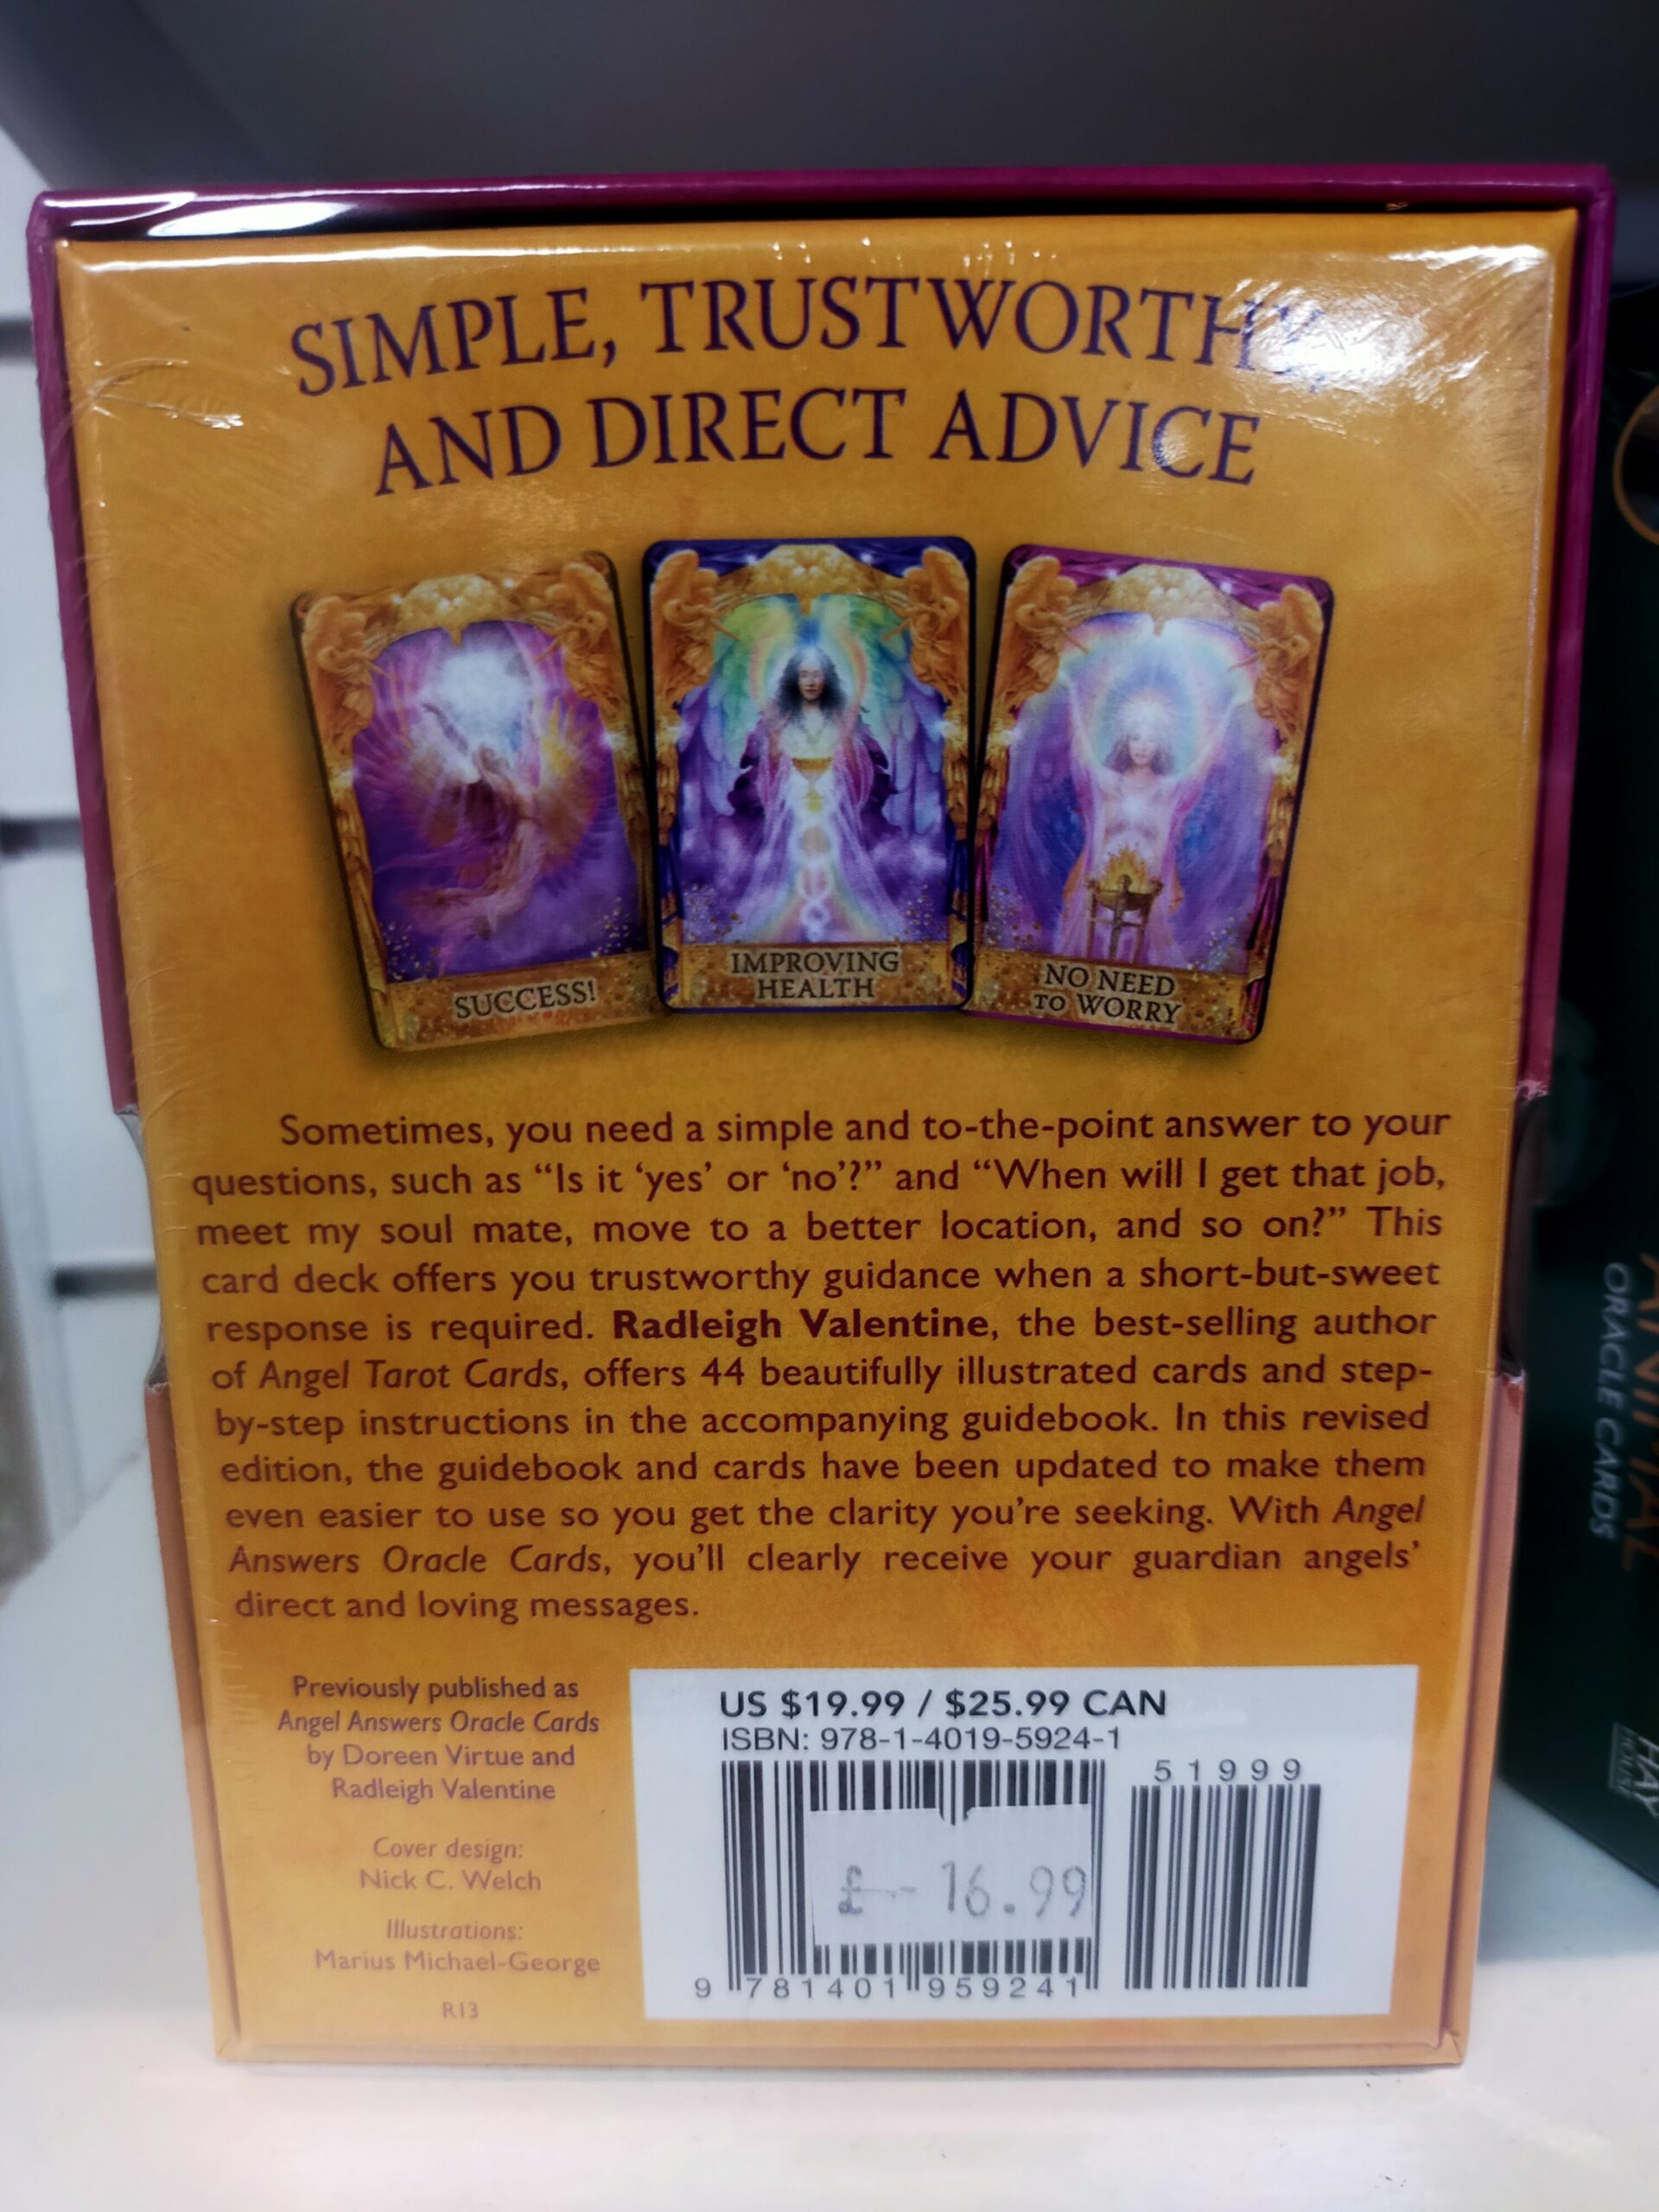 SIMPLE, TRUSTWORTHY,
AND DIRECT ADVICE
SUCCESS!
IMPROVING
HEALTH
NO NEED
TO WORRY
Sometimes, you need a simple and to-the-point answer to your
questions, such as “Is it ‘yes’ or ‘no’?” and “When will I get that job,
meet my soul mate, move to a better location, and so on?” This
card deck offers you trustworthy guidance when a short-but-sweet
response is required. Radleigh Valentine, the best-selling author
of Angel Tarot Cards, offers 44 beautifully illustrated cards and step-
by-step instructions in the accompanying guidebook. In this revised
edition, the guidebook and cards have been updated to make them
even easier to use so you get the clarity you’re seeking. With Angel
Answers Oracle Cards, you’ll clearly receive your guardian angels’
direct and loving messages.
Previously published as
Angel Answers Oracle Cards
by Doreen Virtue and
Radleigh Valentine
Cover design:
Nick C. Welch
Illustrations:
Marius Michael-George
R13
US $19.99 / $25.99 CAN
ISBN: 978-1-4019-5924-1
51999
£--16.99
9 781401 959241
ORACLE CARDS
HAY
HOUSE